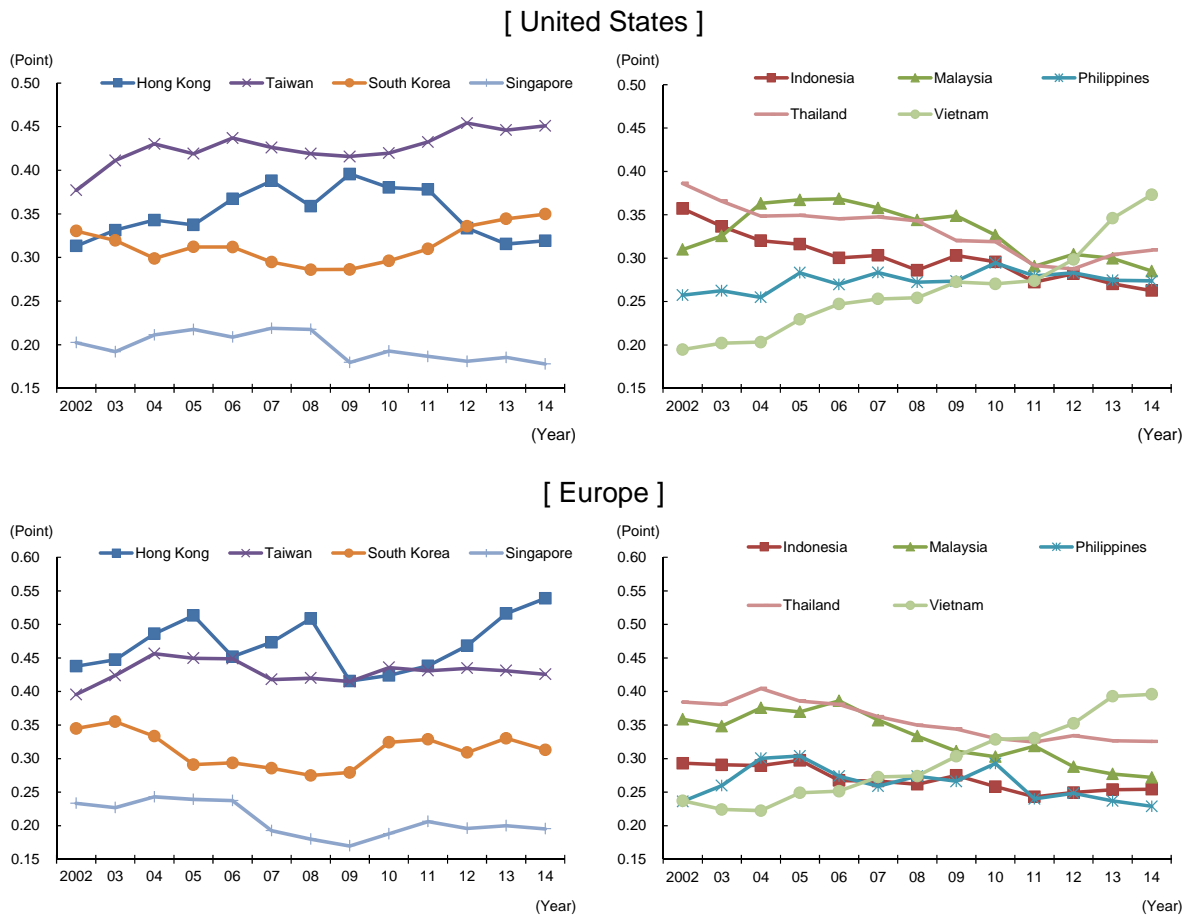 [ United States ]
(Point)
Hong Kong Taiwan South Korea Singapore
0.50
0.45
0.40
0.35
0.30
0.25
0.20
0.15
2002 03 04 05 06 07 08 09 10 11 12 13 14
(Year)
(Point)
Indonesia Malaysia Philippines
Thailand Vietnam
0.50
0.45
0.40
0.35
0.30
0.25
0.20
0.15
2002 03 04 05 06 07 08 09 10 11 12 13 14
(Year)
[ Europe ]
(Point)
Hong Kong Taiwan South Korea Singapore
0.60
0.55
0.50
0.45
0.40
0.35
0.30
0.25
0.20
0.15
2002 03 04 05 06 07 08 09 10 11 12 13 14
(Year)
(Point)
Indonesia Malaysia Philippines
Thailand Vietnam
0.60
0.55
0.50
0.45
0.40
0.35
0.30
0.25
0.20
0.15
2002 03 04 05 06 07 08 09 10 11 12 13 14
(Year)